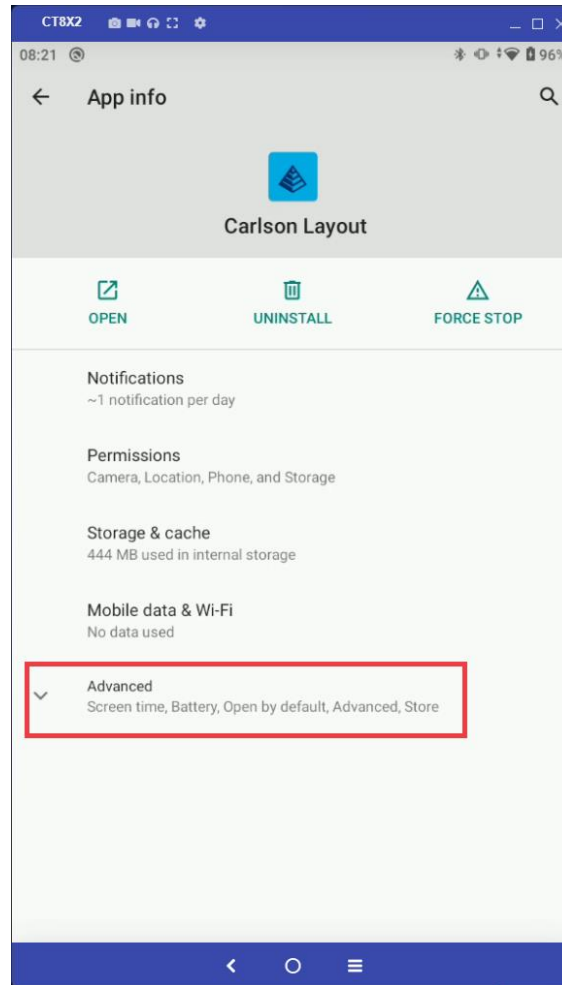 CT8X2
08:21 96%
App info
Carlson Layout
OPEN UNINSTALL FORCE STOP
Notifications
~1 notification per day
Permissions
Camera, Location, Phone, and Storage
Storage & cache
444 MB used in internal storage
Mobile data & Wi-Fi
No data used
Advanced
Screen time, Battery, Open by default, Advanced, Store